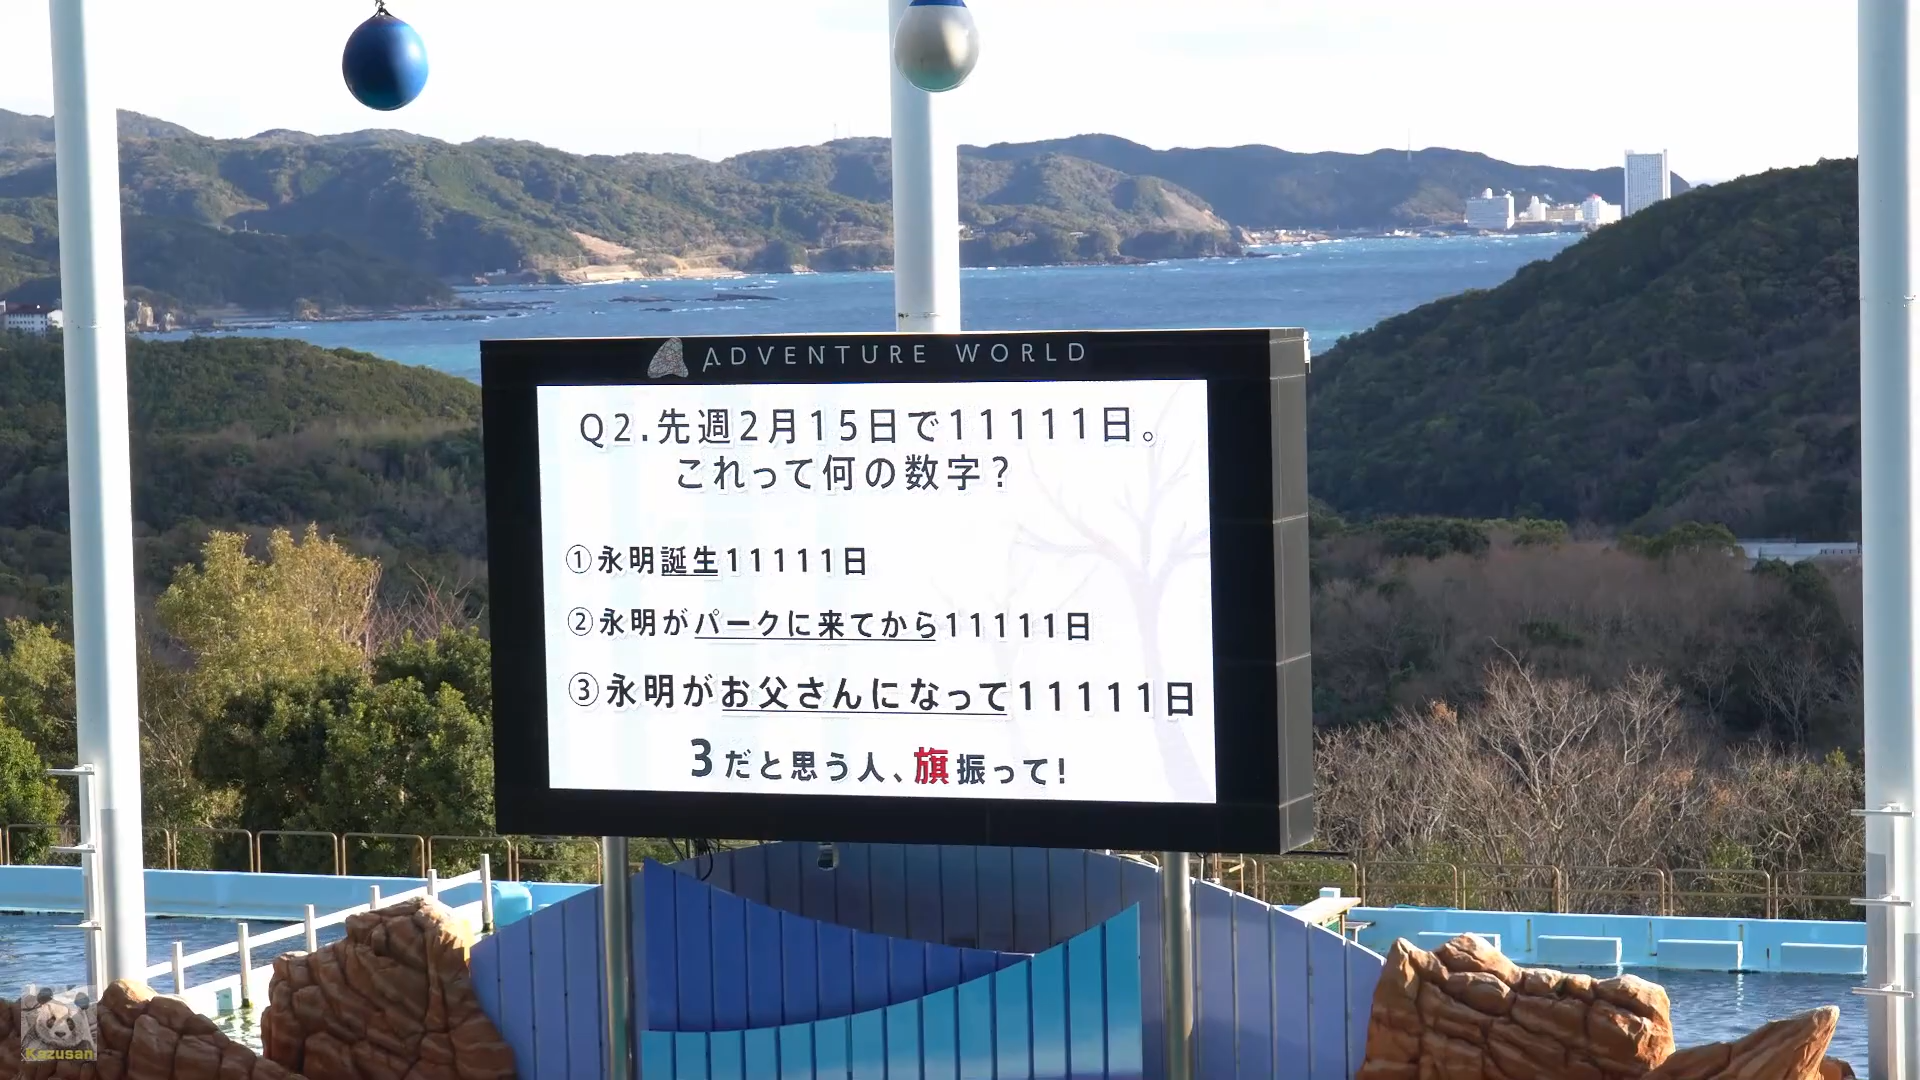 ADVENTURE WORLD
Q2.先週2月15日で11111日。
これって何の数字?
①永明誕生11111日
②永明がパークに来てから11111日
③永明がお父さんになって11111日
3だと思う人、旗振って!
Kazusan